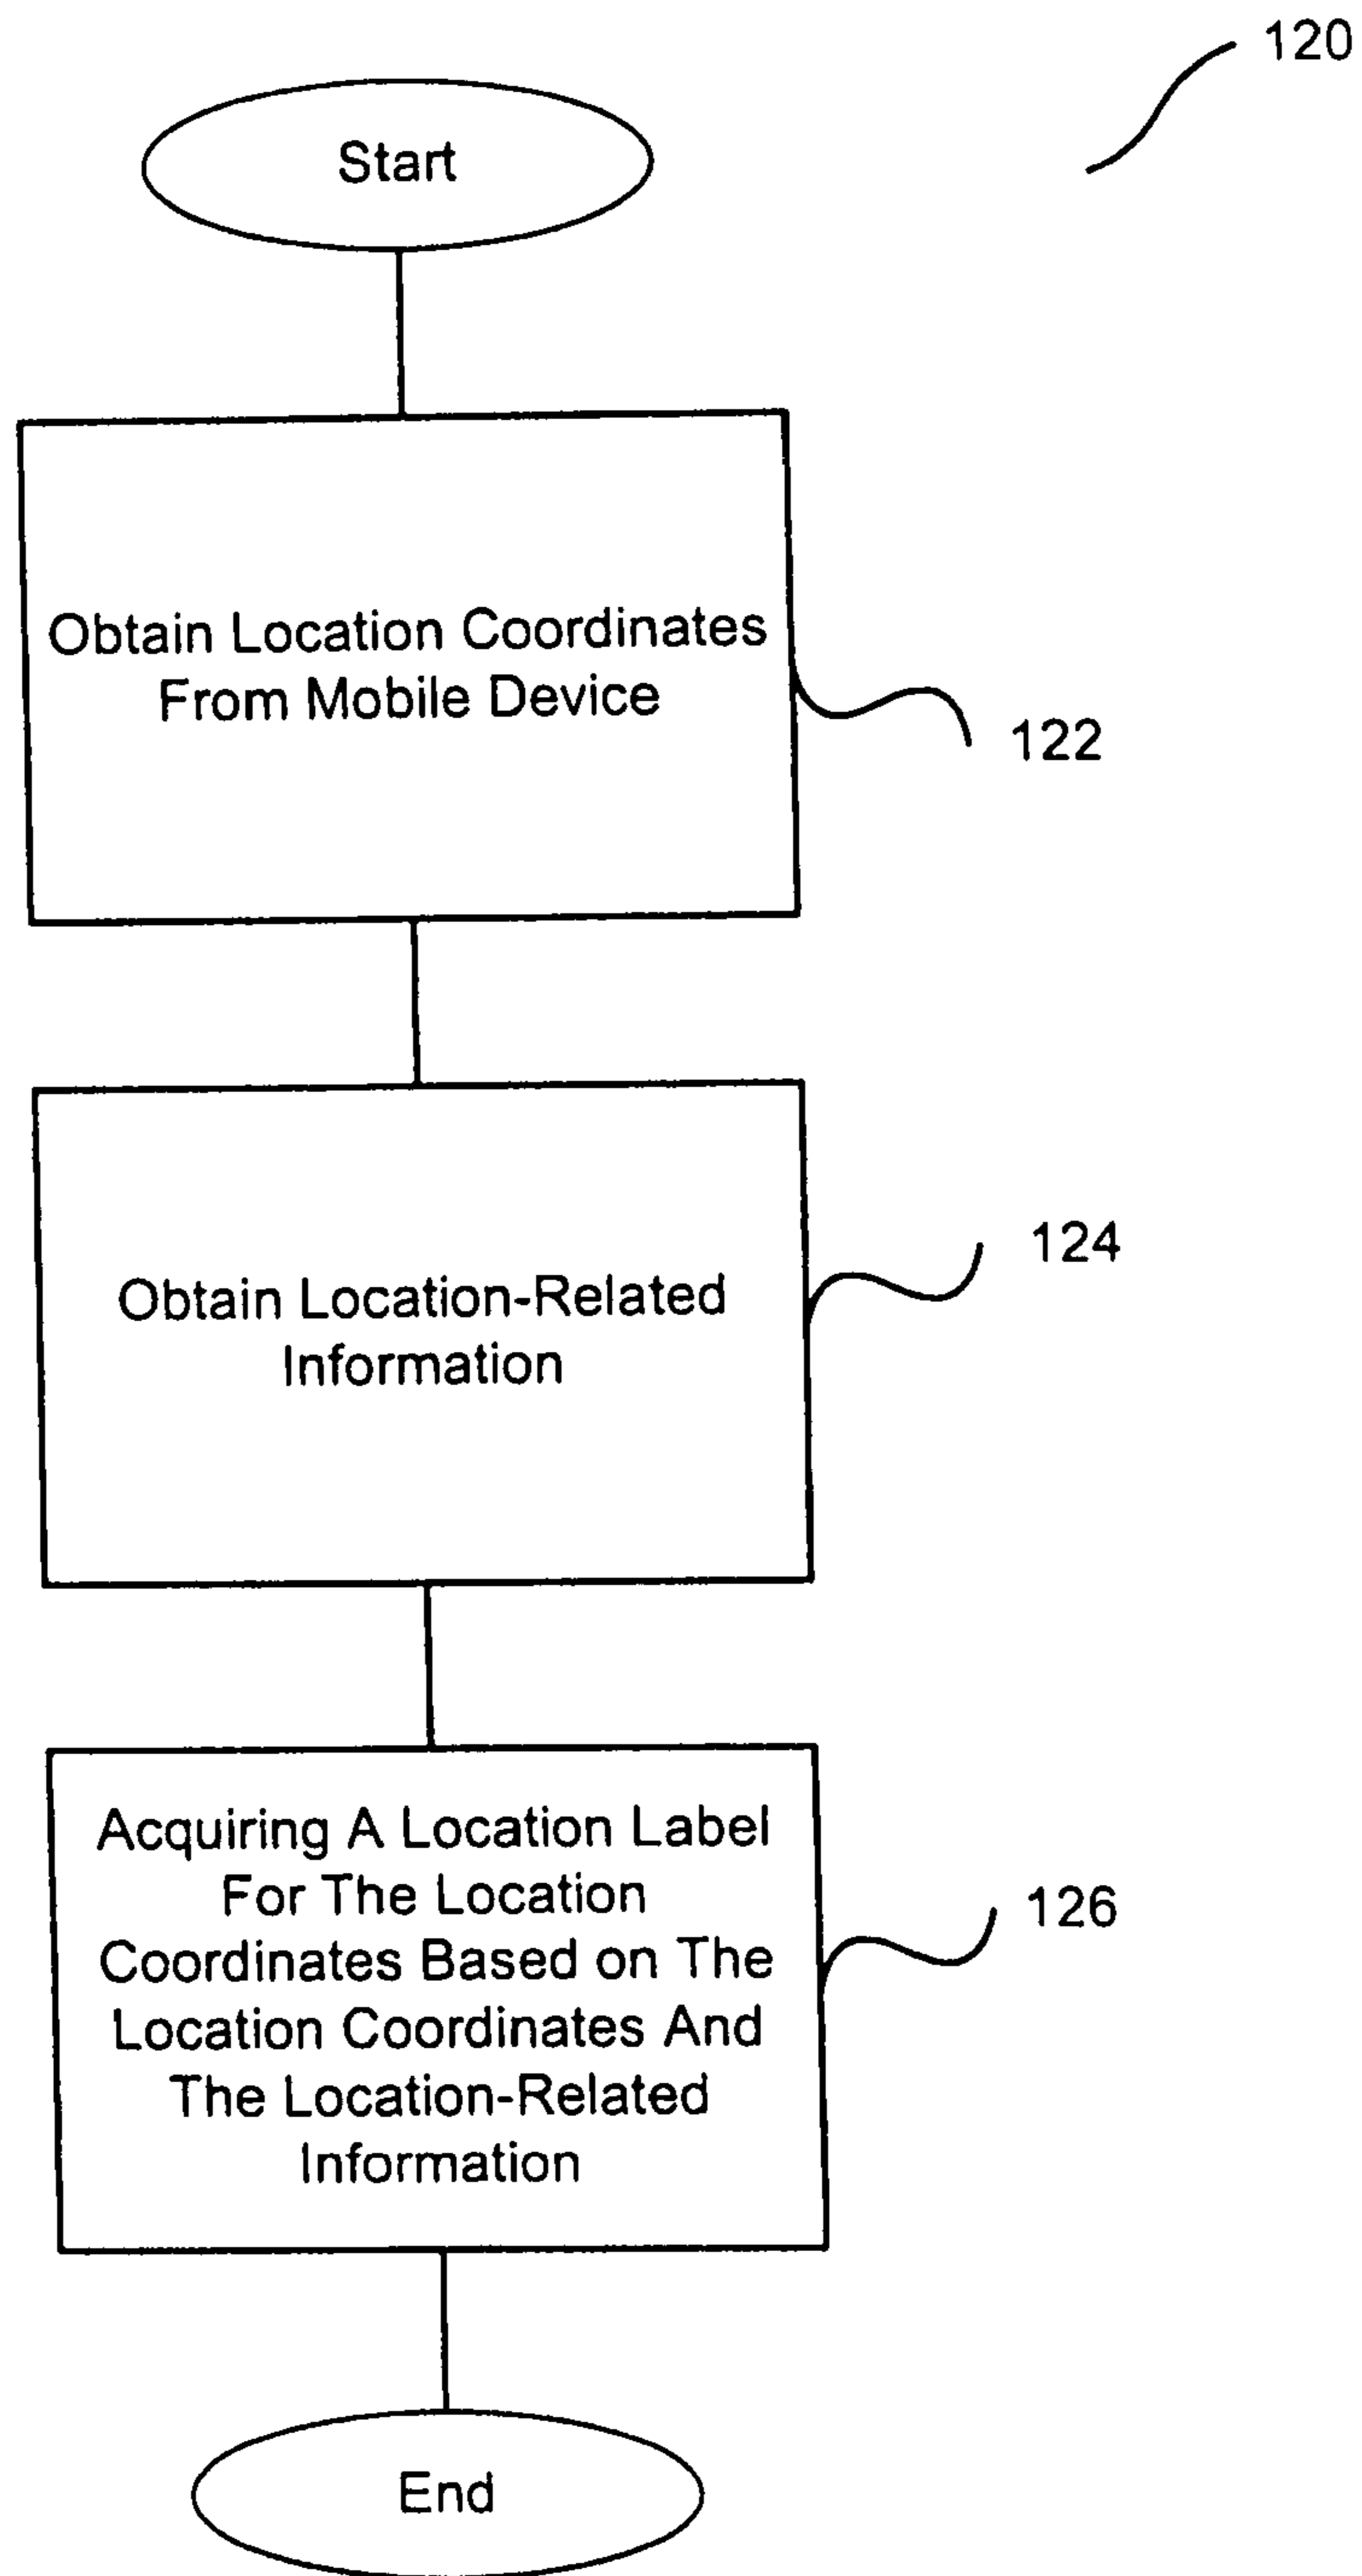 120
Start
Obtain Location Coordinates
From Mobile Device
122
124
Obtain Location-Related
Information
Acquiring A Location Label
For The Location
Coordinates Based on The
Location Coordinates And
The Location-Related
Information
126
End